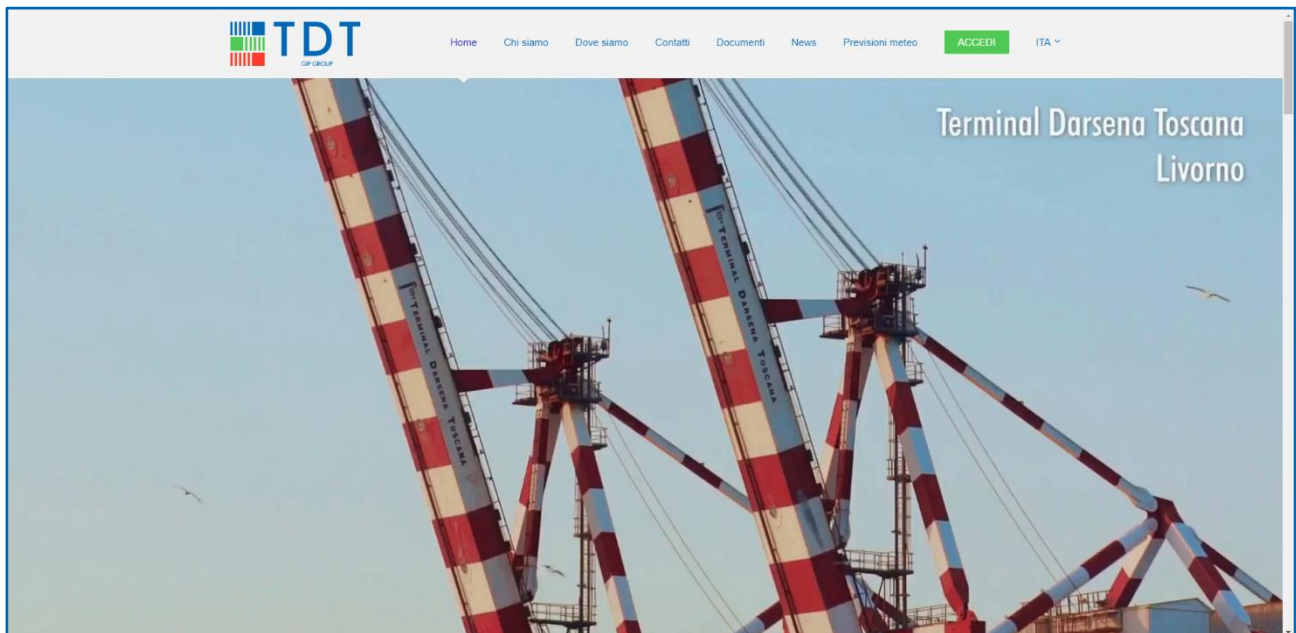 TDT
GIP GROUP
Home Chi siamo Dove siamo Contatti Documenti News Previsioni meteo ACCEDI ITA
Terminal Darsena Toscana
Livorno
TERMINAL DARSENA TOSCANA
TERMINAL DARSENA TOSCANA